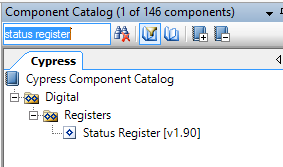 Component Catalog (1 of 146 components)
status register
Cypress
Cypress Component Catalog
Digital
Registers
Status Register [v1.90]